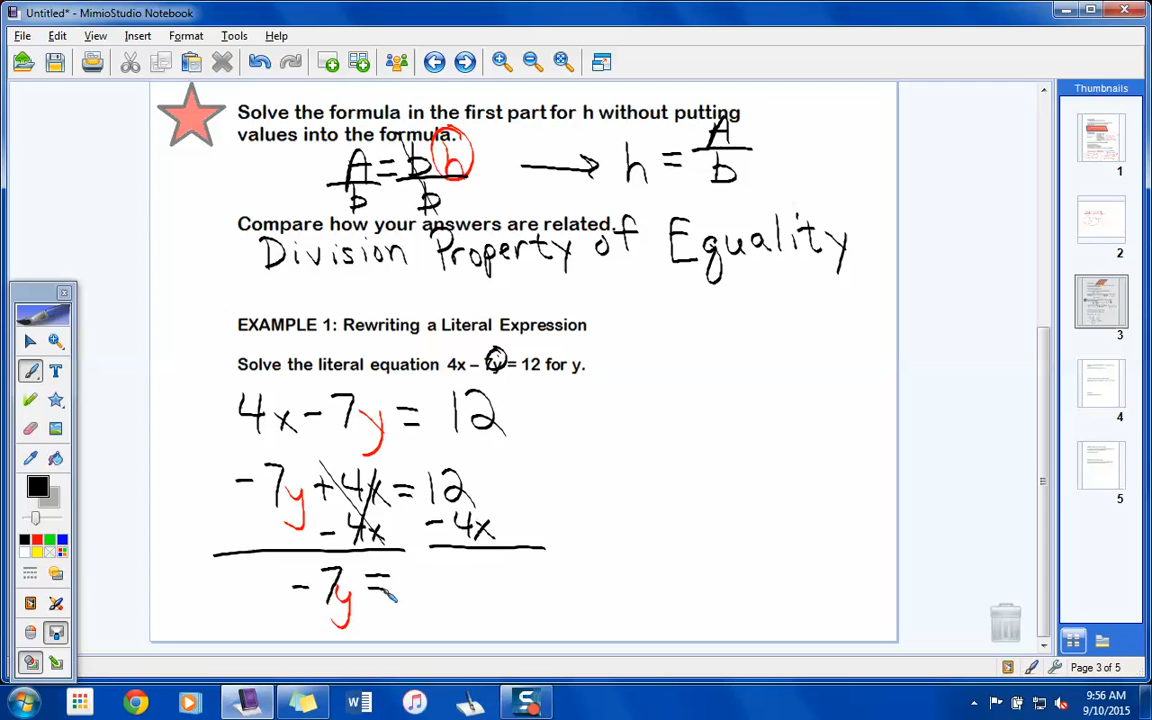 Untitled* - MimioStudio Notebook
File Edit View Insert Format Tools Help
Thumbnails
Solve the formula in the first part for h without putting
values into the formula.
A = b h → h = A
b b b
Compare how your answers are related.
Division Property of Equality
EXAMPLE 1: Rewriting a Literal Expression
Solve the literal equation 4x – 7y = 12 for y.
4x - 7y = 12
- 7y + 4x = 12
- 4x - 4x
- 7y =
1
2
3
4
5
Page 3 of 5
9:56 AM
9/10/2015